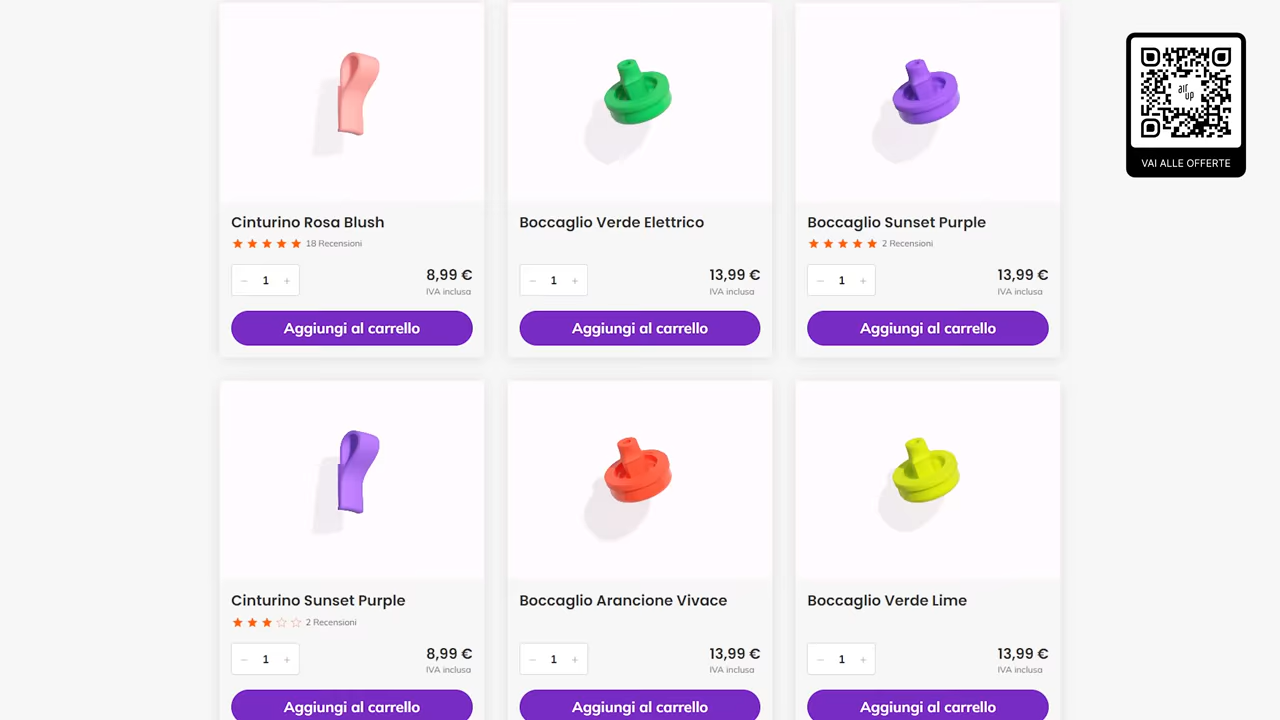 air
up
VAI ALLE OFFERTE
Cinturino Rosa Blush
18 Recensioni
− 1 +
8,99 €
IVA inclusa
Aggiungi al carrello
Boccaglio Verde Elettrico
− 1 +
13,99 €
IVA inclusa
Aggiungi al carrello
Boccaglio Sunset Purple
2 Recensioni
− 1 +
13,99 €
IVA inclusa
Aggiungi al carrello
Cinturino Sunset Purple
2 Recensioni
− 1 +
8,99 €
IVA inclusa
Aggiungi al carrello
Boccaglio Arancione Vivace
− 1 +
13,99 €
IVA inclusa
Aggiungi al carrello
Boccaglio Verde Lime
− 1 +
13,99 €
IVA inclusa
Aggiungi al carrello